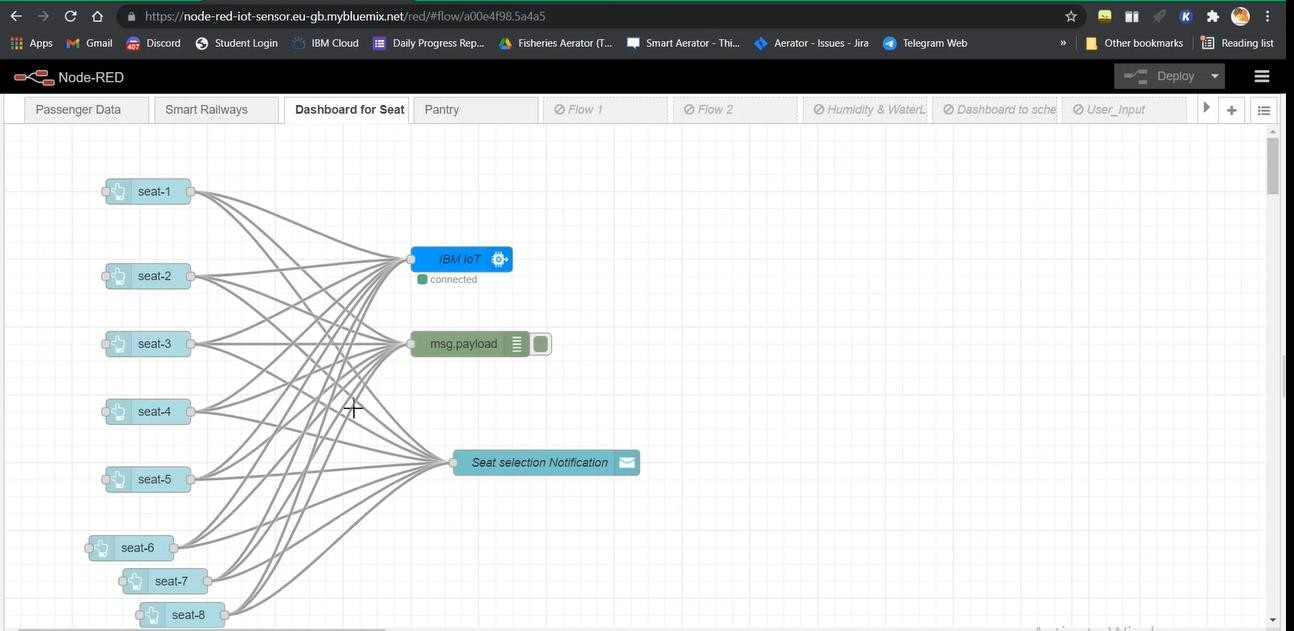 https://node-red-iot-sensor.eu-gb.mybluemix.net/red/#flow/a00e4f98.5a4a5
Apps Gmail 407 Discord Student Login IBM Cloud Daily Progress Rep... Fisheries Aerator (T... Smart Aerator - Thi... Aerator - Issues - Jira Telegram Web » Other bookmarks Reading list
Node-RED Deploy
Passenger Data Smart Railways Dashboard for Seat Pantry Flow 1 Flow 2 Humidity & WaterL Dashboard to sche User_Input
seat-1
IBM IoT
seat-2
connected
seat-3 msg.payload
seat-4
Seat selection Notification
seat-5
seat-6
seat-7
seat-8